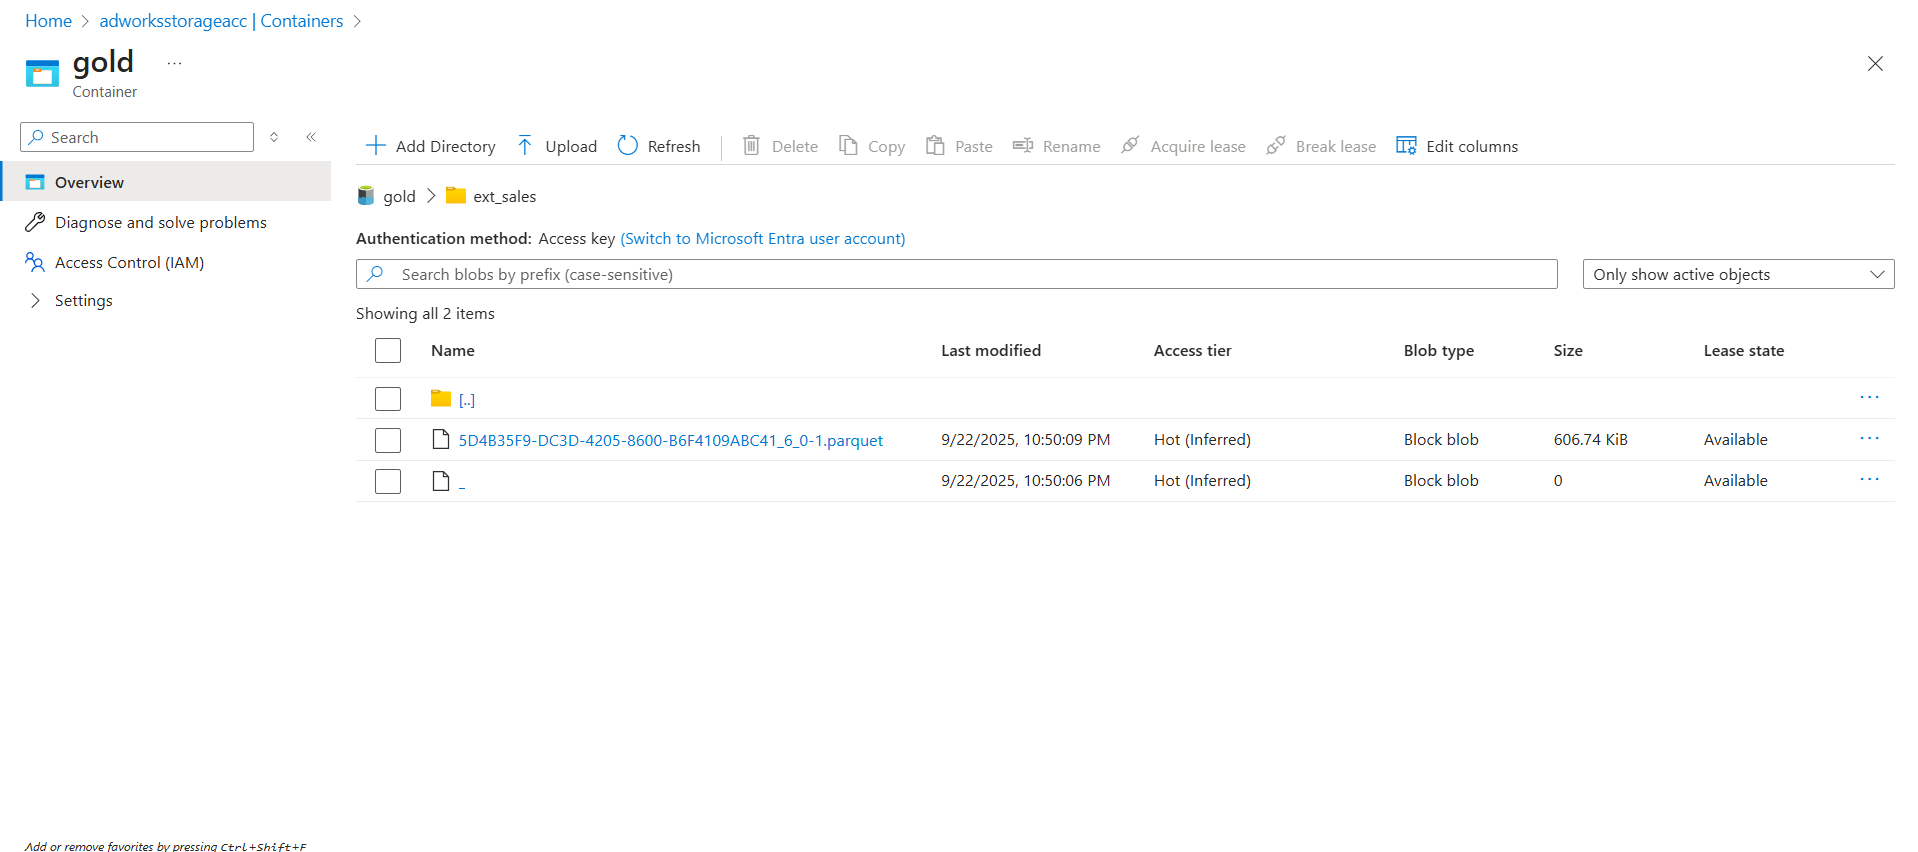 Home > adworksstorageacc | Containers >
gold ...
Container
Search
Overview
Diagnose and solve problems
Access Control (IAM)
Settings
Add Directory Upload Refresh Delete Copy Paste Rename Acquire lease Break lease Edit columns
gold > ext_sales
Authentication method: Access key (Switch to Microsoft Entra user account)
Search blobs by prefix (case-sensitive) Only show active objects
Showing all 2 items
Name Last modified Access tier Blob type Size Lease state
[..] ...
5D4B35F9-DC3D-4205-8600-B6F4109ABC41_6_0-1.parquet 9/22/2025, 10:50:09 PM Hot (Inferred) Block blob 606.74 KiB Available ...
_ 9/22/2025, 10:50:06 PM Hot (Inferred) Block blob 0 Available ...
Add or remove favorites by pressing Ctrl+Shift+F